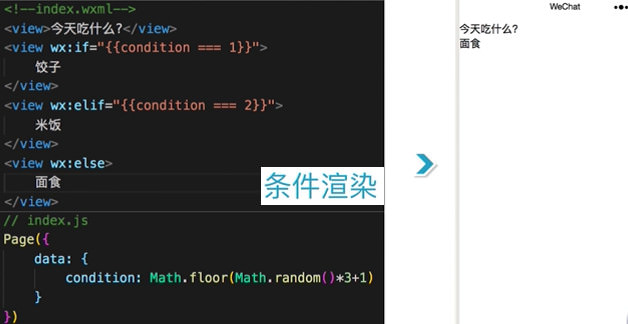 <!--index.wxml-->
<view>今天吃什么?</view>
<view wx:if="{{condition === 1}}">
饺子
</view>
<view wx:elif="{{condition === 2}}">
米饭
</view>
<view wx:else>
面食
</view>
条件渲染
// index.js
Page({
data: {
condition: Math.floor(Math.random()*3+1)
}
})
WeChat
今天吃什么?
面食